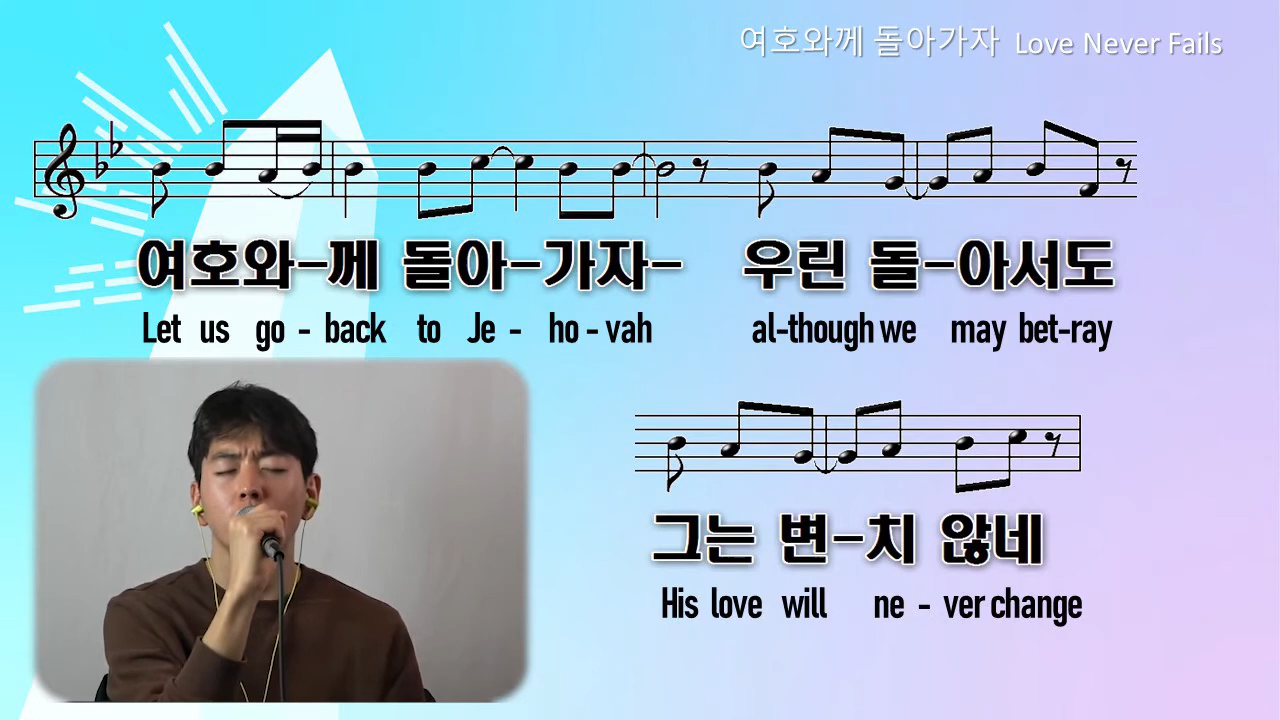 여호와께 돌아가자 Love Never Fails
여호와-께 돌아-가자- 우린 돌-아서도
Let us go - back to Je - ho - vah al-though we may bet-ray
그는 변-치 않네
His love will ne - ver change